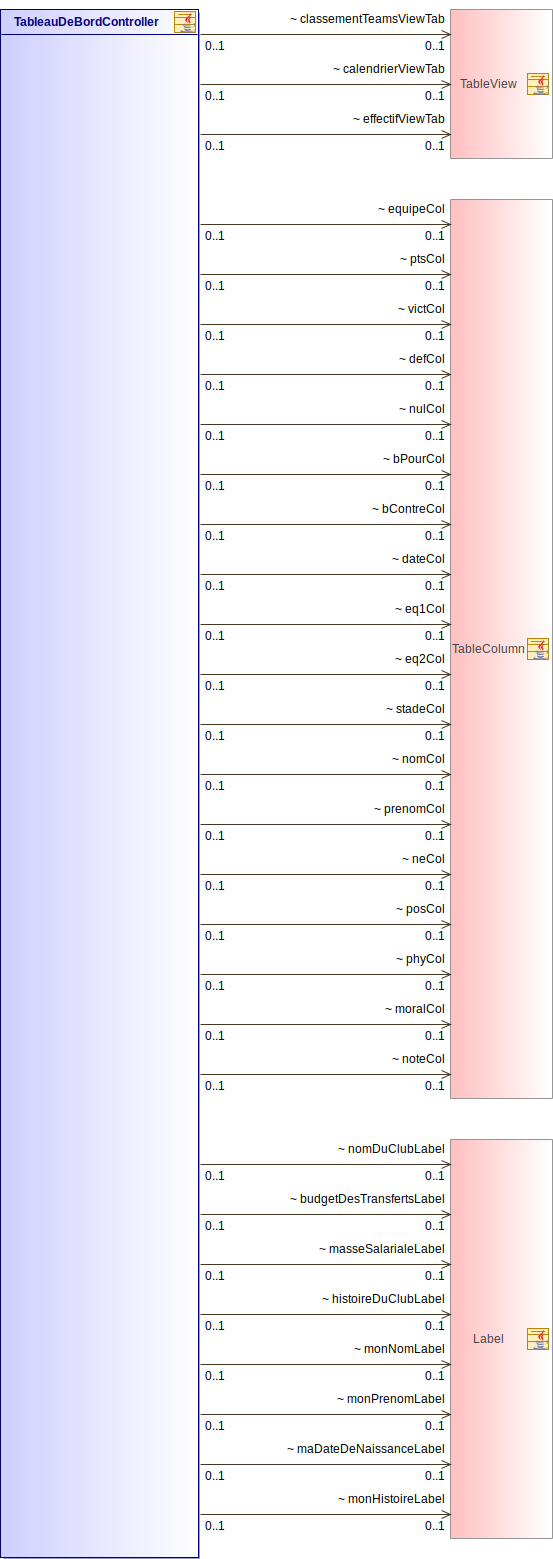 TableauDeBordController
~ classementTeamsViewTab
0..1 0..1
~ calendrierViewTab
0..1 0..1
TableView
~ effectifViewTab
0..1 0..1
~ equipeCol
0..1 0..1
~ ptsCol
0..1 0..1
~ victCol
0..1 0..1
~ defCol
0..1 0..1
~ nulCol
0..1 0..1
~ bPourCol
0..1 0..1
~ bContreCol
0..1 0..1
~ dateCol
0..1 0..1
~ eq1Col
0..1 0..1
TableColumn
~ eq2Col
0..1 0..1
~ stadeCol
0..1 0..1
~ nomCol
0..1 0..1
~ prenomCol
0..1 0..1
~ neCol
0..1 0..1
~ posCol
0..1 0..1
~ phyCol
0..1 0..1
~ moralCol
0..1 0..1
~ noteCol
0..1 0..1
~ nomDuClubLabel
0..1 0..1
~ budgetDesTransfertsLabel
0..1 0..1
~ masseSalarialeLabel
0..1 0..1
~ histoireDuClubLabel
0..1 0..1
Label
~ monNomLabel
0..1 0..1
~ monPrenomLabel
0..1 0..1
~ maDateDeNaissanceLabel
0..1 0..1
~ monHistoireLabel
0..1 0..1